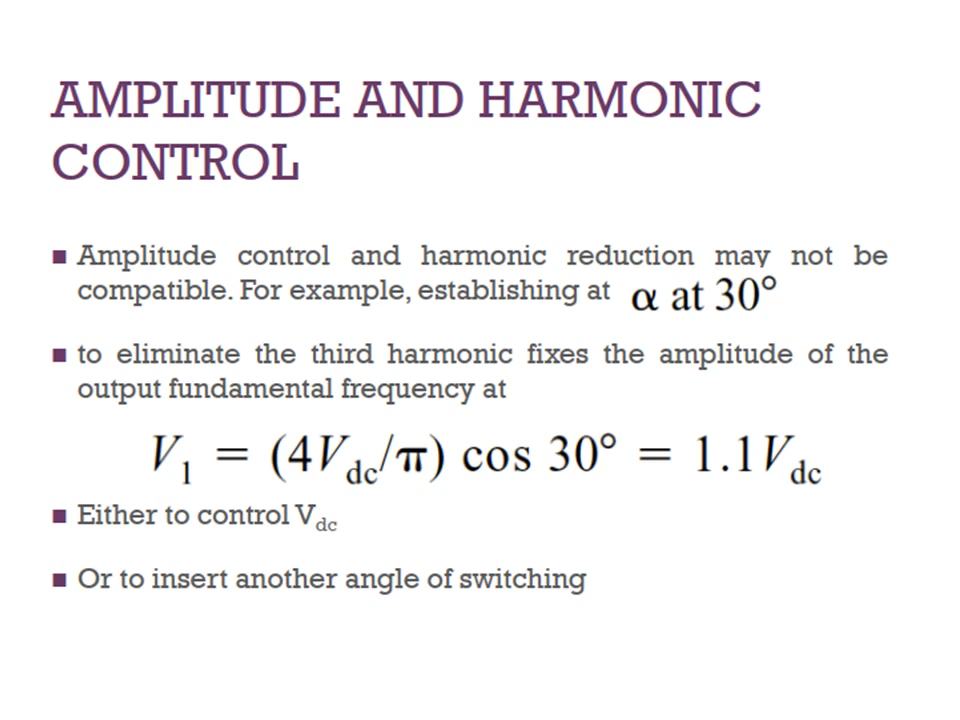 AMPLITUDE AND HARMONIC
CONTROL
■ Amplitude control and harmonic reduction may not be
compatible. For example, establishing at α at 30°
■ to eliminate the third harmonic fixes the amplitude of the
output fundamental frequency at
V₁ = (4V_dc/π) cos 30° = 1.1V_dc
■ Either to control V_dc
■ Or to insert another angle of switching